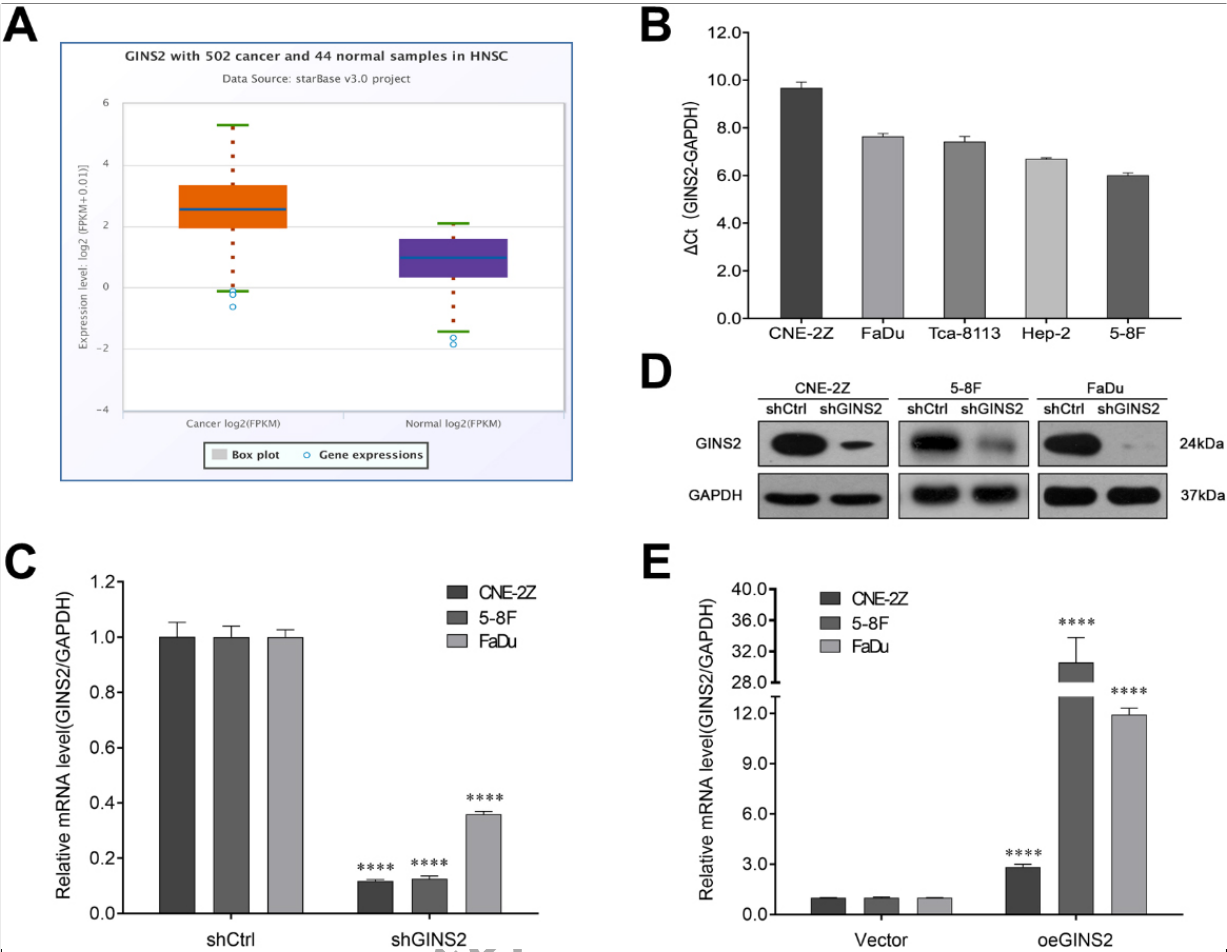 A
GINS2 with 502 cancer and 44 normal samples in HNSC
Data Source: starBase v3.0 project
Expression level: log2 (FPKM+0.01)]
6
4
2
0
−2
−4
Cancer log2(FPKM)
Normal log2(FPKM)
Box plot
Gene expressions
B
ΔCt (GINS2-GAPDH)
12.0
10.0
8.0
6.0
4.0
2.0
0.0
CNE-2Z FaDu Tca-8113 Hep-2 5-8F
D
CNE-2Z 5-8F FaDu
shCtrl shGINS2 shCtrl shGINS2 shCtrl shGINS2
GINS2 24kDa
GAPDH 37kDa
C
Relative mRNA level(GINS2/GAPDH)
1.2
1.0
0.8
0.6
0.4
0.2
0.0
CNE-2Z
5-8F
FaDu
**** **** ****
shCtrl shGINS2
E
Relative mRNA level(GINS2/GAPDH)
40.0
36.0
32.0
28.0
12.0
9.0
6.0
3.0
0.0
CNE-2Z
5-8F
FaDu
**** **** ****
Vector oeGINS2